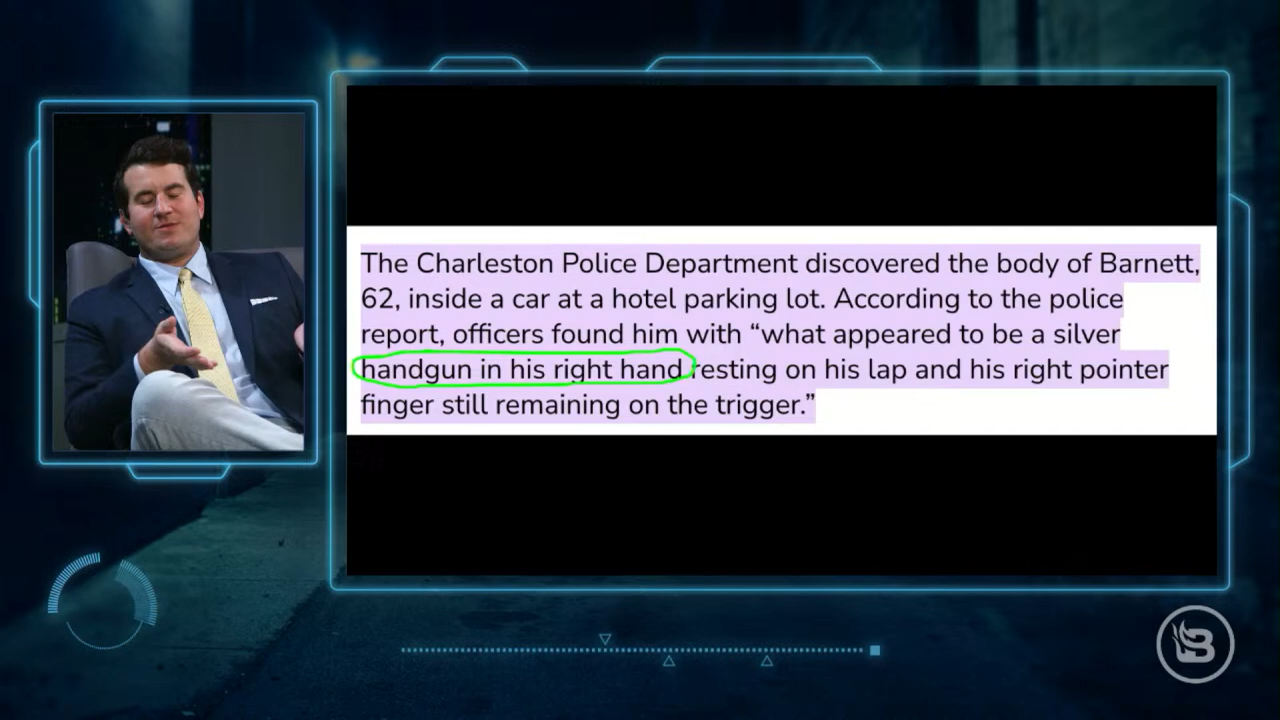 The Charleston Police Department discovered the body of Barnett,
62, inside a car at a hotel parking lot. According to the police
report, officers found him with “what appeared to be a silver
handgun in his right hand resting on his lap and his right pointer
finger still remaining on the trigger.”
B